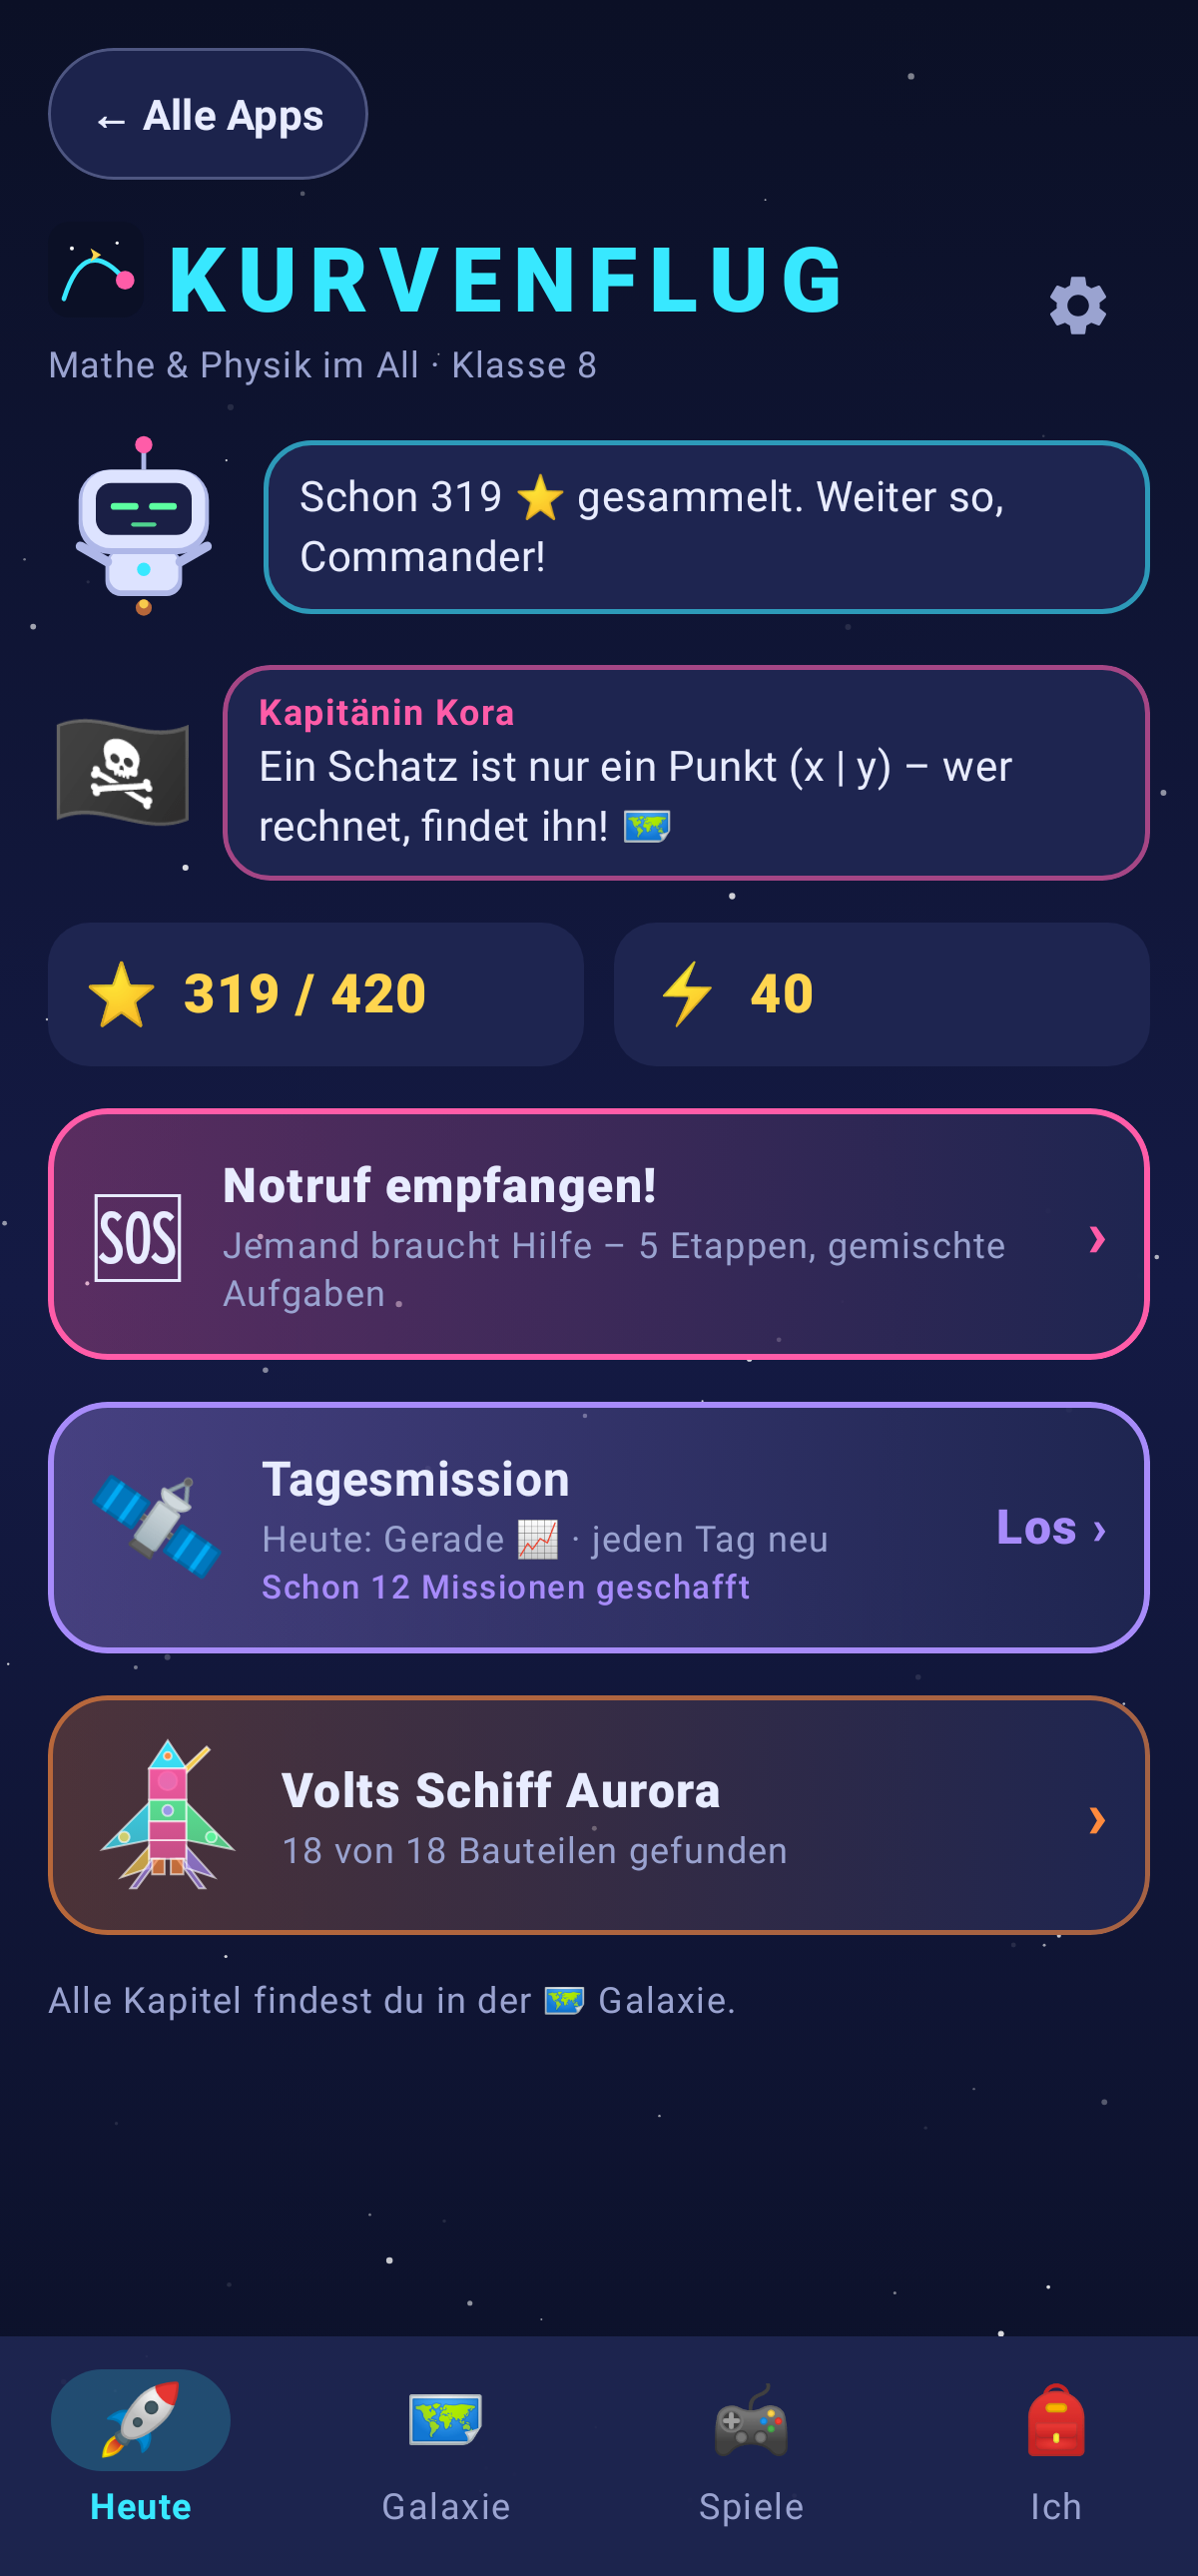 ← Alle Apps
KURVENFLUG
Mathe & Physik im All · Klasse 8
Schon 319 ⭐ gesammelt. Weiter so,
Commander!
Kapitänin Kora
Ein Schatz ist nur ein Punkt (x | y) – wer
rechnet, findet ihn! 🗺️
⭐ 319 / 420
⚡ 40
Notruf empfangen!
SOS
Jemand braucht Hilfe – 5 Etappen, gemischte
Aufgaben
›
Tagesmission
Heute: Gerade 📈 · jeden Tag neu
Schon 12 Missionen geschafft
Los ›
Volts Schiff Aurora
18 von 18 Bauteilen gefunden
›
Alle Kapitel findest du in der 🗺️ Galaxie.
Heute
Galaxie
Spiele
Ich